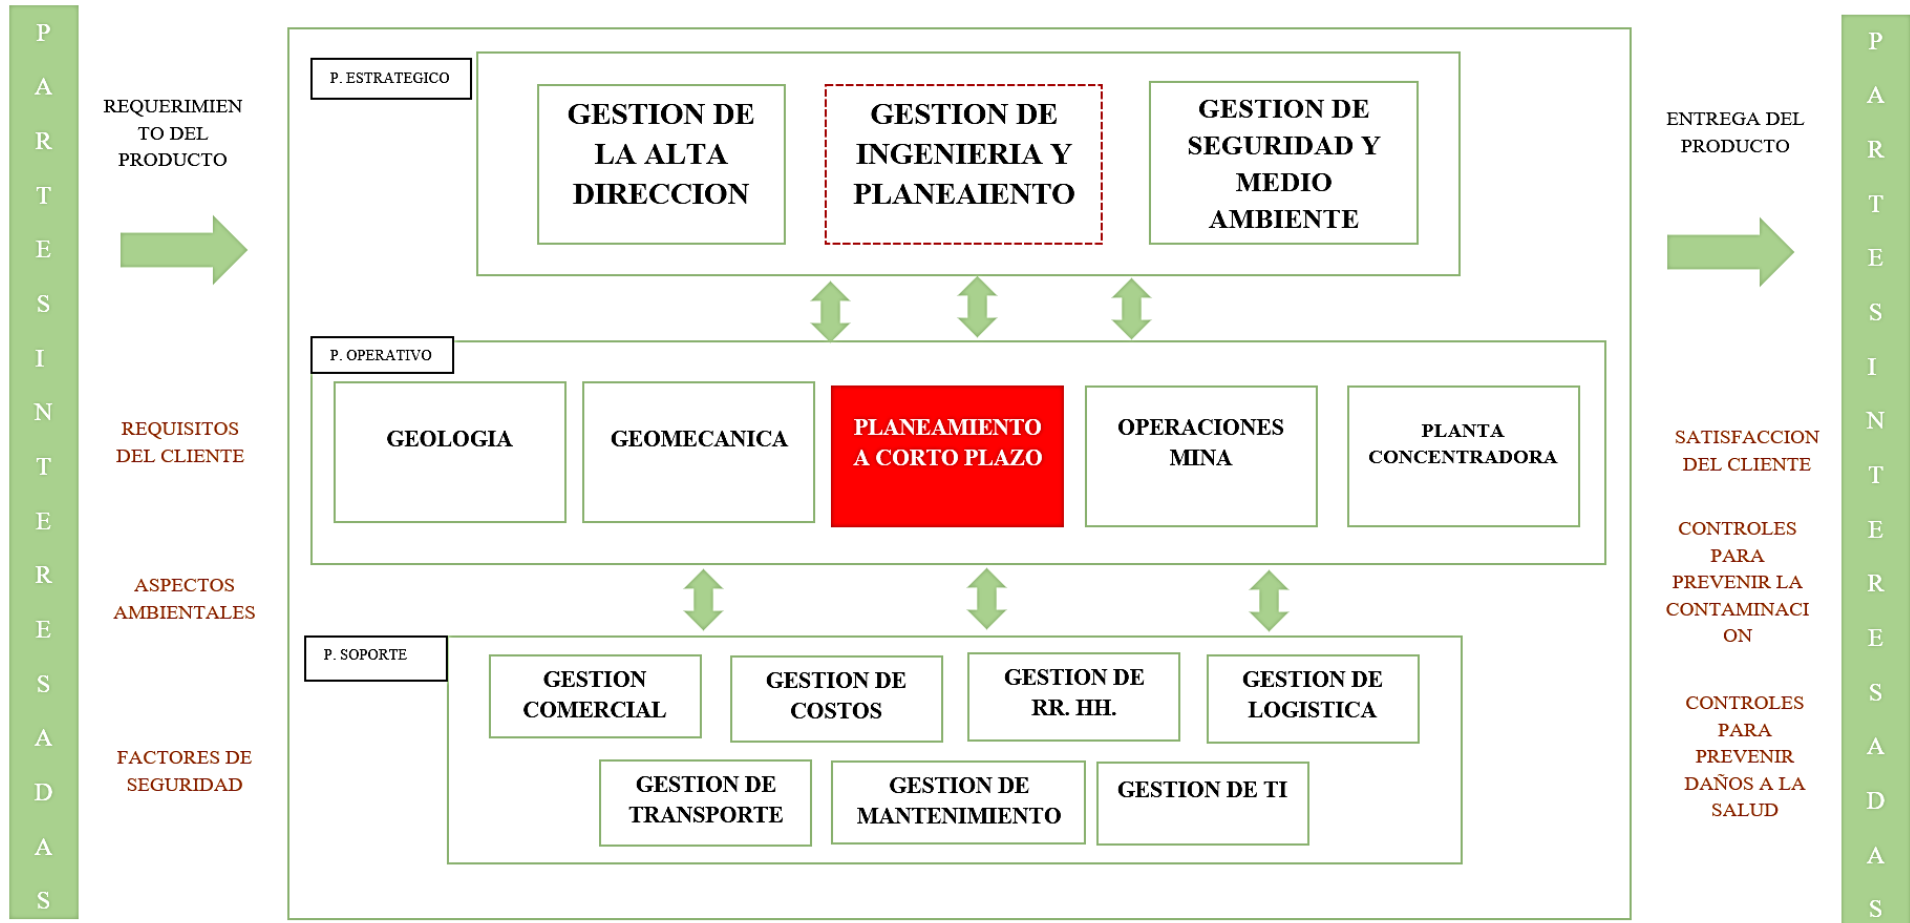 PARTES INTERESADAS
REQUERIMIEN
TO DEL
PRODUCTO
REQUISITOS
DEL CLIENTE
ASPECTOS
AMBIENTALES
FACTORES DE
SEGURIDAD
P. ESTRATEGICO
GESTION DE
LA ALTA
DIRECCION
GESTION DE
INGENIERIA Y
PLANEAIENTO
GESTION DE
SEGURIDAD Y
MEDIO
AMBIENTE
P. OPERATIVO
GEOLOGIA
GEOMECANICA
PLANEAMIENTO
A CORTO PLAZO
OPERACIONES
MINA
PLANTA
CONCENTRADORA
P. SOPORTE
GESTION
COMERCIAL
GESTION DE
COSTOS
GESTION DE
RR. HH.
GESTION DE
LOGISTICA
GESTION DE
TRANSPORTE
GESTION DE
MANTENIMIENTO
GESTION DE TI
ENTREGA DEL
PRODUCTO
SATISFACCION
DEL CLIENTE
CONTROLES
PARA
PREVENIR LA
CONTAMINACI
ON
CONTROLES
PARA
PREVENIR
DAÑOS A LA
SALUD
PARTES INTERESADAS